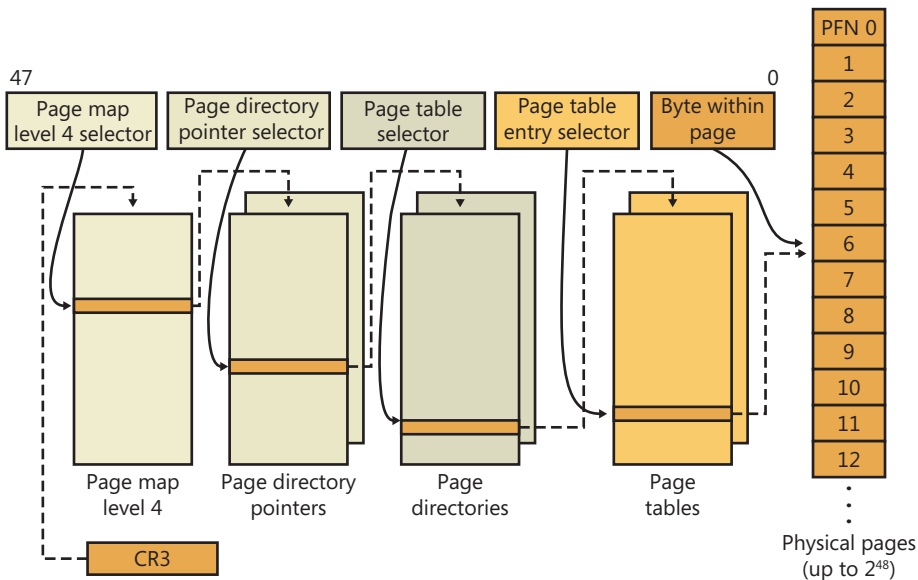 PFN 0
1
2
3
4
5
6
7
8
9
10
11
12
47
0
Page map
level 4 selector
Page directory
pointer selector
Page table
selector
Page table
entry selector
Byte within
page
Page map
level 4
Page directory
pointers
Page
directories
Page
tables
CR3
Physical pages
(up to 2⁴⁸)